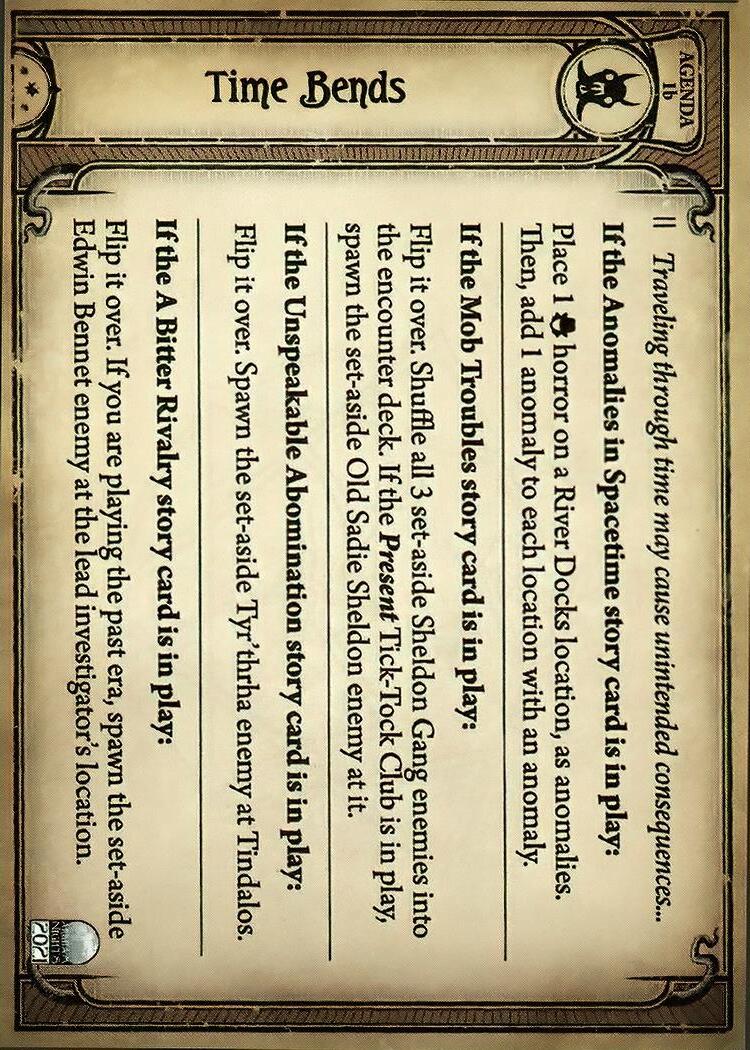 AGENDA
1b
Time Bends
Traveling through time may cause unintended consequences...
If the Anomalies in Spacetime story card is in play:
Place 1 horror on a River Docks location, as anomalies.
Then, add 1 anomaly to each location with an anomaly.
If the Mob Troubles story card is in play:
Flip it over. Shuffle all 3 set-aside Sheldon Gang enemies into
the encounter deck. If the Present Tick-Tock Club is in play,
spawn the set-aside Old Sadie Sheldon enemy at it.
If the Unspeakable Abomination story card is in play:
Flip it over. Spawn the set-aside Tyr’thrha enemy at Tindalos.
If the A Bitter Rivalry story card is in play:
Flip it over. If you are playing the past era, spawn the set-aside
Edwin Bennet enemy at the lead investigator’s location.
ARKHAM
NIGHTS
2021